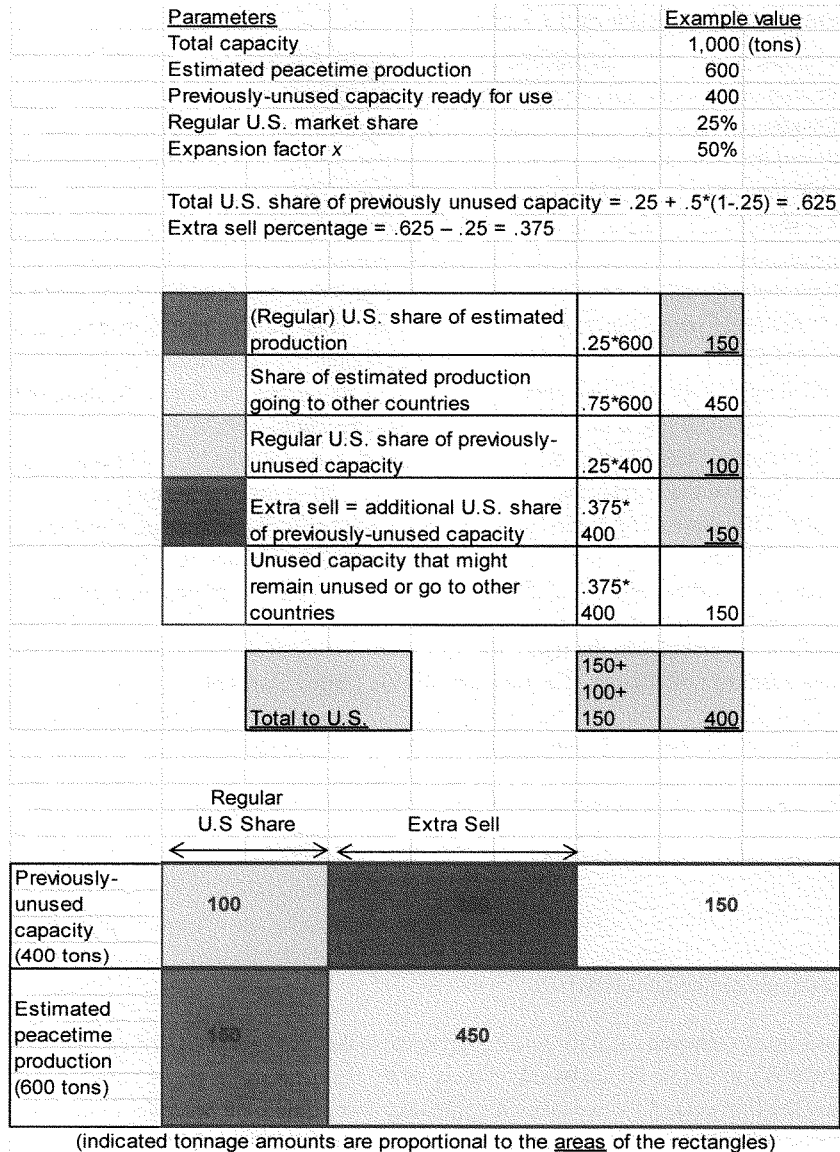 Parameters Example value
Total capacity 1,000 (tons)
Estimated peacetime production 600
Previously-unused capacity ready for use 400
Regular U.S. market share 25%
Expansion factor x 50%
Total U.S. share of previously unused capacity = .25 + .5*(1-.25) = .625
Extra sell percentage = .625 – .25 = .375
(Regular) U.S. share of estimated
production .25*600 150
Share of estimated production
going to other countries .75*600 450
Regular U.S. share of previously-
unused capacity .25*400 100
Extra sell = additional U.S. share .375*
of previously-unused capacity 400 150
Unused capacity that might
remain unused or go to other .375*
countries 400 150
150+
100+
Total to U.S. 150 400
Regular
U.S Share Extra Sell
Previously-
unused 100 150
capacity
(400 tons)
Estimated
peacetime 150 450
production
(600 tons)
(indicated tonnage amounts are proportional to the areas of the rectangles)